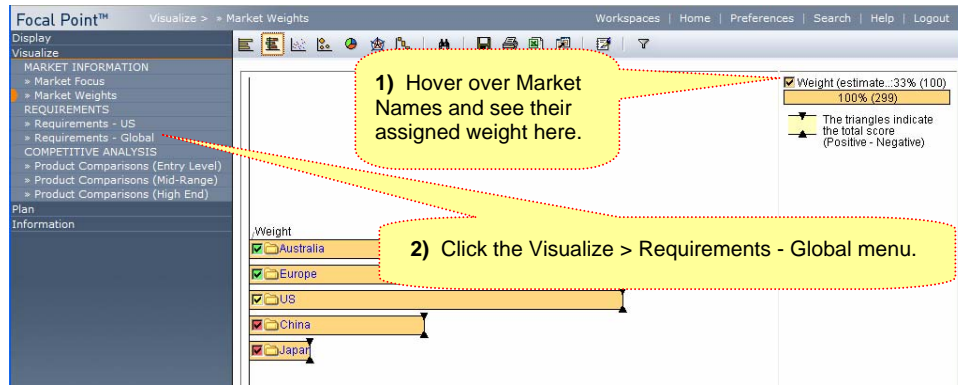 Focal Point™ Visualize > » Market Weights Workspaces | Home | Preferences | Search | Help | Logout
Display
Visualize
MARKET INFORMATION
» Market Focus
» Market Weights
REQUIREMENTS
» Requirements - US
» Requirements - Global
COMPETITIVE ANALYSIS
» Product Comparisons (Entry Level)
» Product Comparisons (Mid-Range)
» Product Comparisons (High End)
Plan
Information
1) Hover over Market
Names and see their
assigned weight here.
Weight (estimate..:33% (100)
100% (299)
The triangles indicate
the total score
(Positive - Negative)
2) Click the Visualize > Requirements - Global menu.
/Weight
Australia
Europe
US
China
Japan